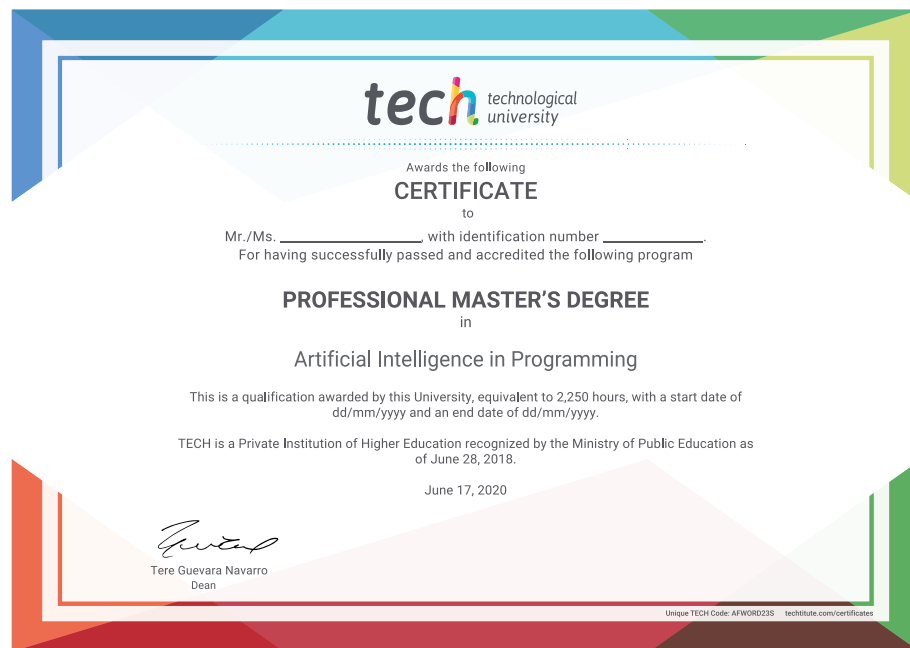 tech technological
university
Awards the following
CERTIFICATE
to
Mr./Ms. ____________________, with identification number ______________.
For having successfully passed and accredited the following program
PROFESSIONAL MASTER'S DEGREE
in
Artificial Intelligence in Programming
This is a qualification awarded by this University, equivalent to 2,250 hours, with a start date of
dd/mm/yyyy and an end date of dd/mm/yyyy.
TECH is a Private Institution of Higher Education recognized by the Ministry of Public Education as
of June 28, 2018.
June 17, 2020
Tere Guevara Navarro
Dean
Unique TECH Code: AFWORD23S techtitute.com/certificates